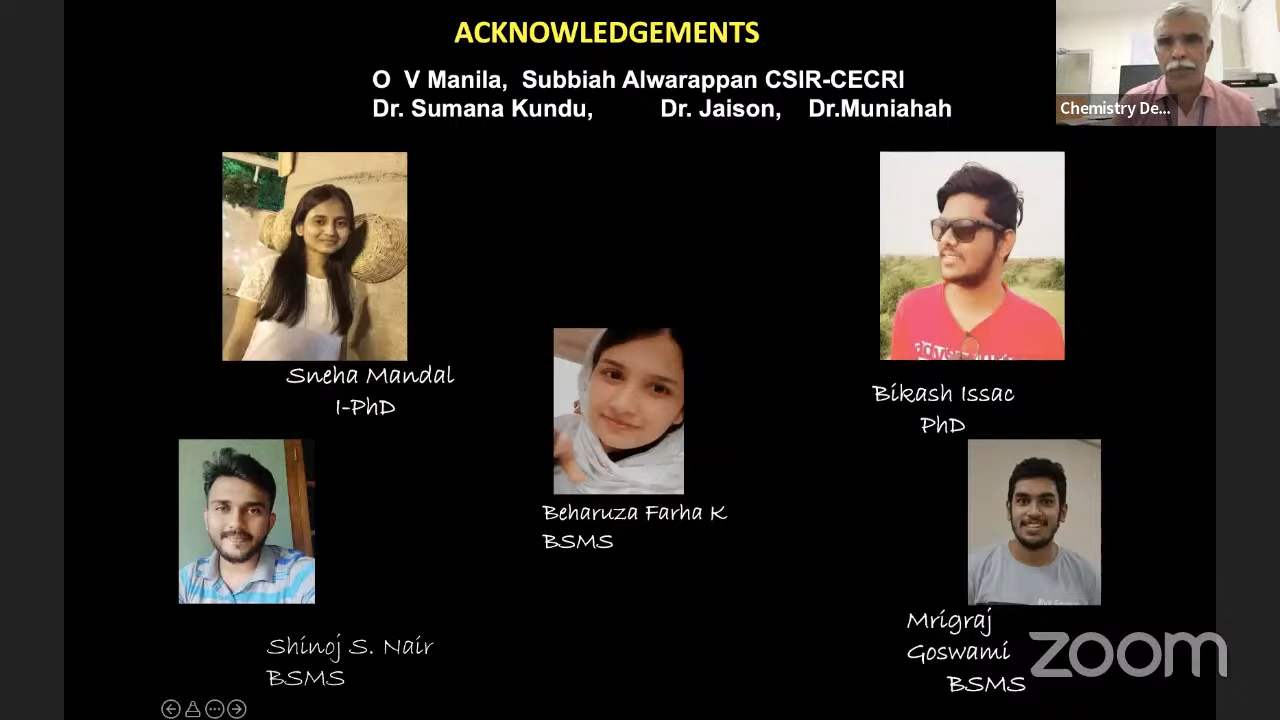 ACKNOWLEDGEMENTS
O V Manila, Subbiah Alwarappan CSIR-CECRI
Dr. Sumana Kundu, Dr. Jaison, Dr.Muniahah
Chemistry De...
Sneha Mandal
I-PhD
Bikash Issac
PhD
Beharuza Farha K
BSMS
Shinoj S. Nair
BSMS
Mrigraj
Goswami
BSMS
zoom